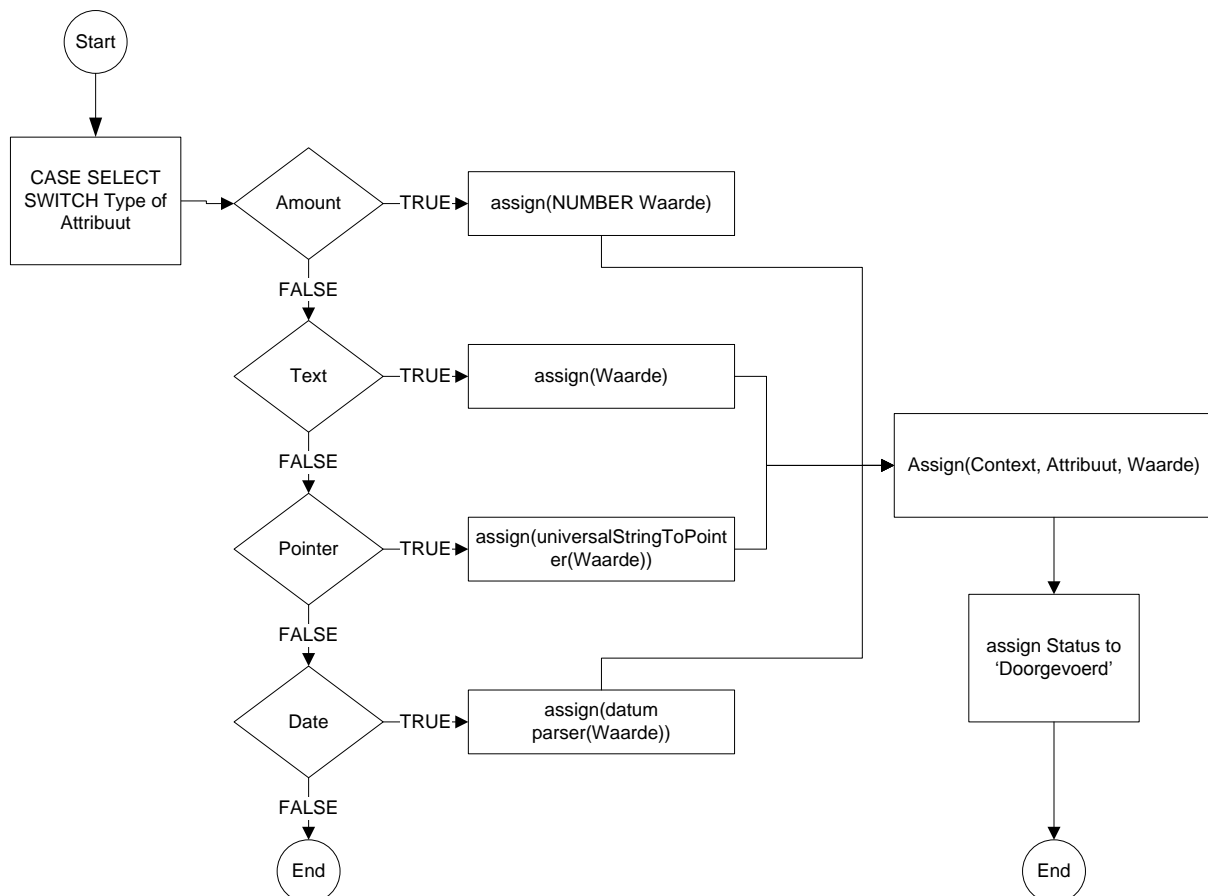 Start
CASE SELECT
SWITCH Type of
Attribuut
Amount
TRUE
assign(NUMBER Waarde)
FALSE
Text
TRUE
assign(Waarde)
FALSE
Pointer
TRUE
assign(universalStringToPoint
er(Waarde))
FALSE
Date
TRUE
assign(datum
parser(Waarde))
FALSE
End
Assign(Context, Attribuut, Waarde)
assign Status to
‘Doorgevoerd’
End